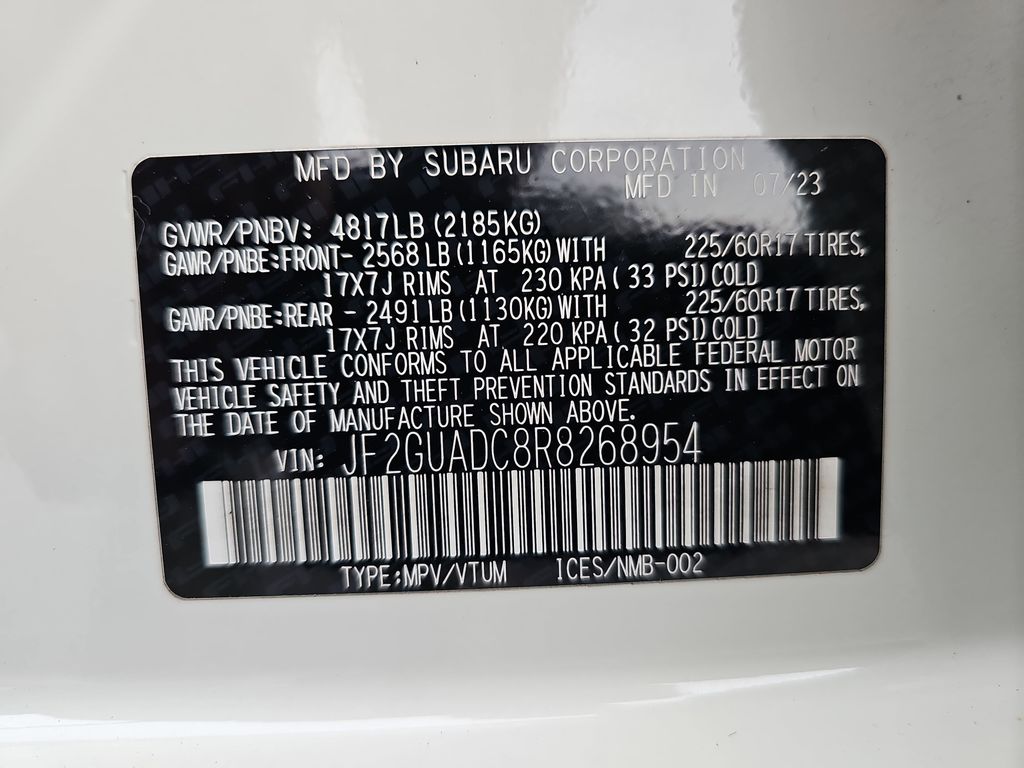 MFD BY SUBARU CORPORATION
MFD IN 07/23
GVWR/PNBV: 4817LB (2185KG)
GAWR/PNBE:FRONT- 2568 LB (1165KG) WITH 225/60R17 TIRES,
17X7J RIMS AT 230 KPA ( 33 PSI) COLD
GAWR/PNBE:REAR - 2491 LB (1130KG) WITH 225/60R17 TIRES,
17X7J RIMS AT 220 KPA ( 32 PSI) COLD
THIS VEHICLE CONFORMS TO ALL APPLICABLE FEDERAL MOTOR
VEHICLE SAFETY AND THEFT PREVENTION STANDARDS IN EFFECT ON
THE DATE OF MANUFACTURE SHOWN ABOVE.
VIN: JF2GUADC8R8268954
TYPE:MPV/VTUM ICES/NMB-002